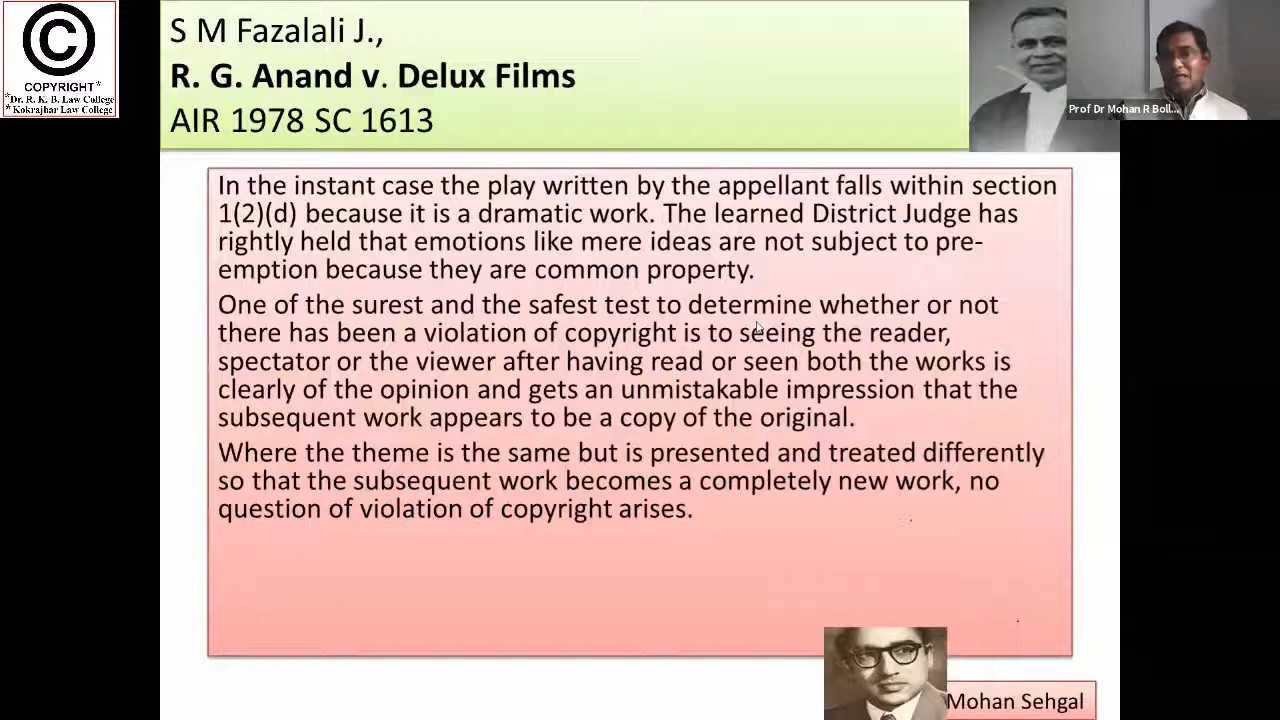 ©
COPYRIGHT*
*Dr. R. K. B. Law College
* Kokrajhar Law College
S M Fazalali J.,
R. G. Anand v. Delux Films
AIR 1978 SC 1613
Prof Dr Mohan R Boll...
In the instant case the play written by the appellant falls within section
1(2)(d) because it is a dramatic work. The learned District Judge has
rightly held that emotions like mere ideas are not subject to pre-
emption because they are common property.
One of the surest and the safest test to determine whether or not
there has been a violation of copyright is to seeing the reader,
spectator or the viewer after having read or seen both the works is
clearly of the opinion and gets an unmistakable impression that the
subsequent work appears to be a copy of the original.
Where the theme is the same but is presented and treated differently
so that the subsequent work becomes a completely new work, no
question of violation of copyright arises.
Mohan Sehgal